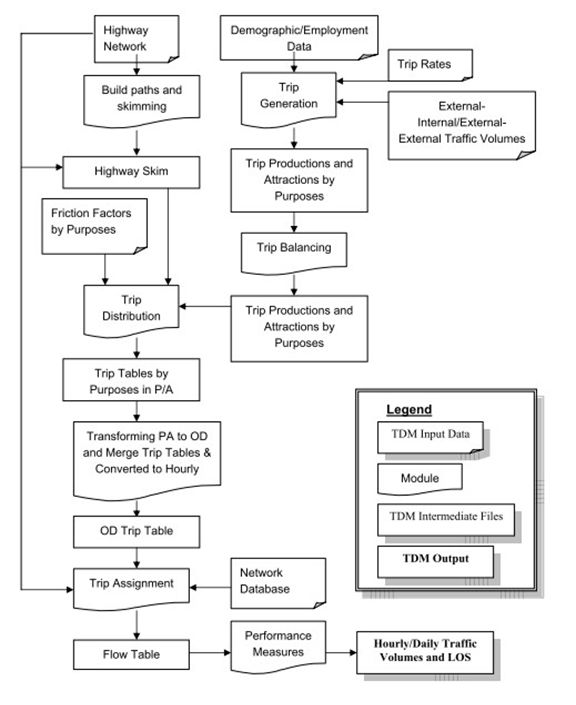 Highway
Network
Demographic/Employment
Data
Trip Rates
Build paths and
skimming
Trip
Generation
External-
Internal/External-
External Traffic Volumes
Highway Skim
Trip Productions and
Attractions by
Purposes
Friction Factors
by Purposes
Trip Balancing
Trip
Distribution
Trip Productions and
Attractions by
Purposes
Trip Tables by
Purposes in P/A
Transforming PA to OD
and Merge Trip Tables &
Converted to Hourly
OD Trip Table
Trip Assignment
Network
Database
Flow Table
Performance
Measures
Hourly/Daily Traffic
Volumes and LOS
Legend
TDM Input Data
Module
TDM Intermediate Files
TDM Output